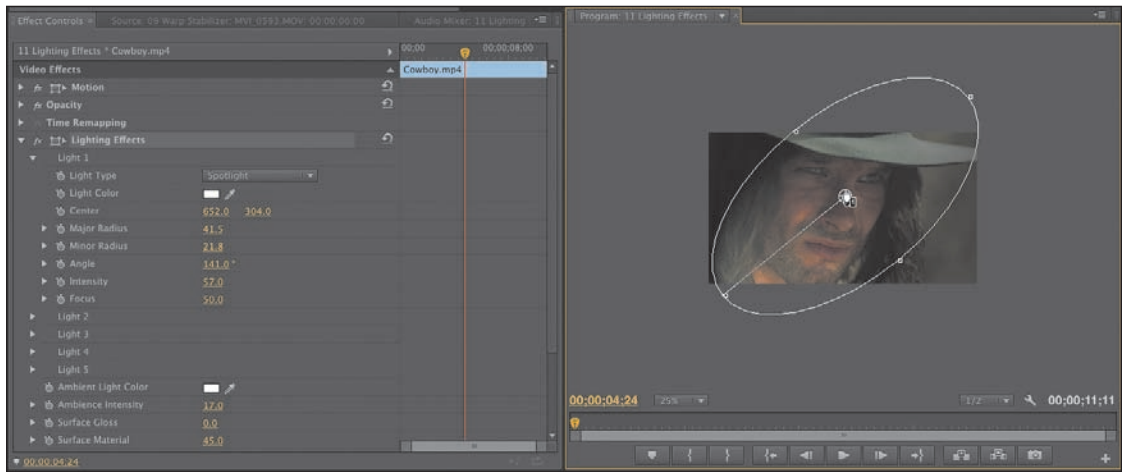 Effect Controls
Source: 09 Warp Stabilizer: MVI_0593.MOV: 00:00:00:00
Audio Mixer: 11 Lighting
Program: 11 Lighting Effects
11 Lighting Effects * Cowboy.mp4
00:00
00;00;08;00
Video Effects
Cowboy.mp4
fx Motion
fx Opacity
Time Remapping
fx Lighting Effects
Light 1
Light Type Spotlight
Light Color
Center 652.0 304.0
Major Radius 41.5
Minor Radius 21.8
Angle 141.0 °
Intensity 57.0
Focus 50.0
Light 2
Light 3
Light 4
Light 5
Ambient Light Color
Ambience Intensity 17.0
Surface Gloss 0.0
Surface Material 45.0
00;00;04;24
00;00;04;24 25% 1/2 00;00;11;11